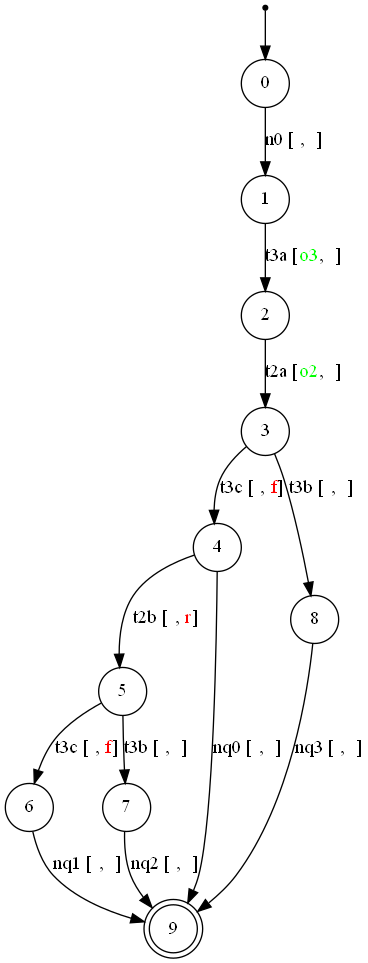 0
n0 [ , ]
1
t3a [o3, ]
2
t2a [o2, ]
3
t3c [ , f] t3b [ , ]
4
8
t2b [ , r]
5
t3c [ , f] t3b [ , ] nq0 [ , ] nq3 [ , ]
6 7
nq1 [ , ] nq2 [ , ]
9